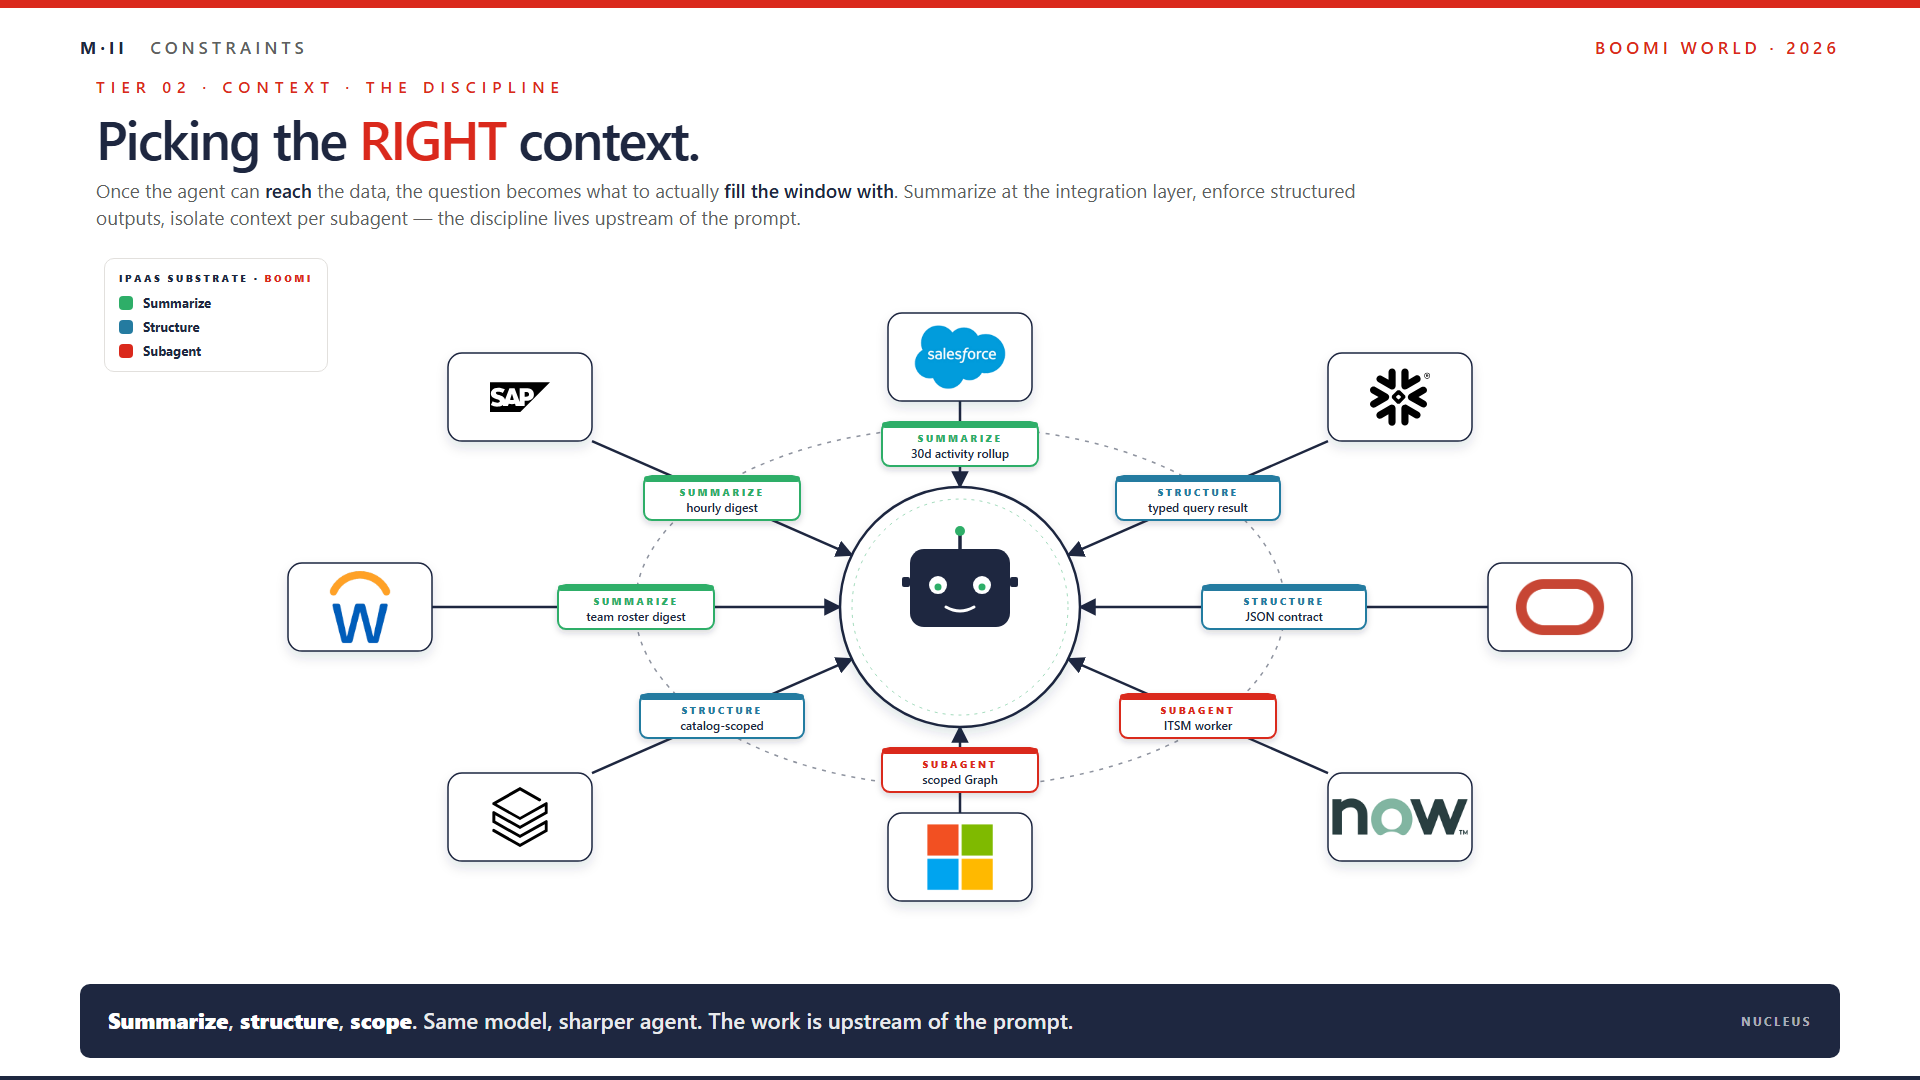 M·II CONSTRAINTS
BOOMI WORLD · 2026
TIER 02 · CONTEXT · THE DISCIPLINE
Picking the RIGHT context.
Once the agent can reach the data, the question becomes what to actually fill the window with. Summarize at the integration layer, enforce structured
outputs, isolate context per subagent — the discipline lives upstream of the prompt.
IPAAS SUBSTRATE · BOOMI
Summarize
Structure
Subagent
salesforce
SAP
®
SUMMARIZE
30d activity rollup
SUMMARIZE
hourly digest
STRUCTURE
typed query result
W
SUMMARIZE
team roster digest
STRUCTURE
JSON contract
STRUCTURE
catalog-scoped
SUBAGENT
ITSM worker
SUBAGENT
scoped Graph
now™
Summarize, structure, scope. Same model, sharper agent. The work is upstream of the prompt.
NUCLEUS